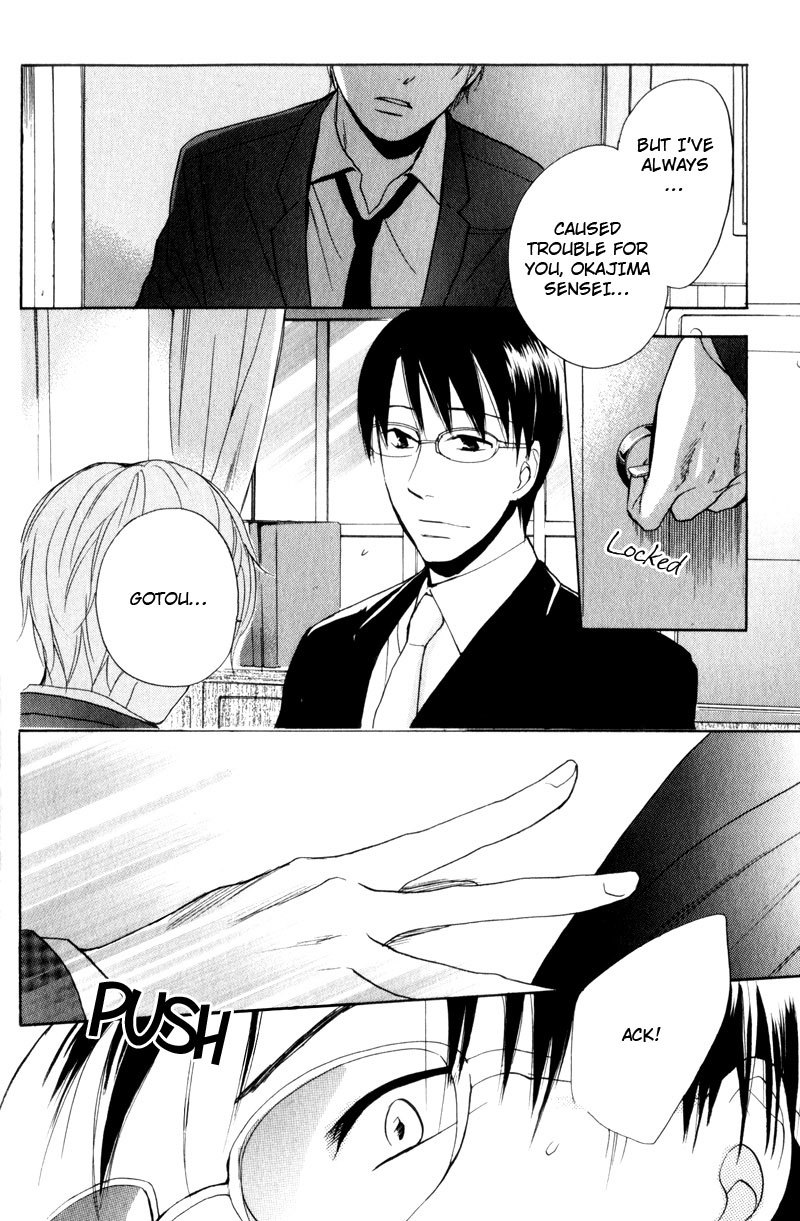 BUT I'VE
ALWAYS
...
CAUSED
TROUBLE FOR
YOU, OKAJIMA
SENSEI...
Locked
GOTOU...
PUSH
ACK!